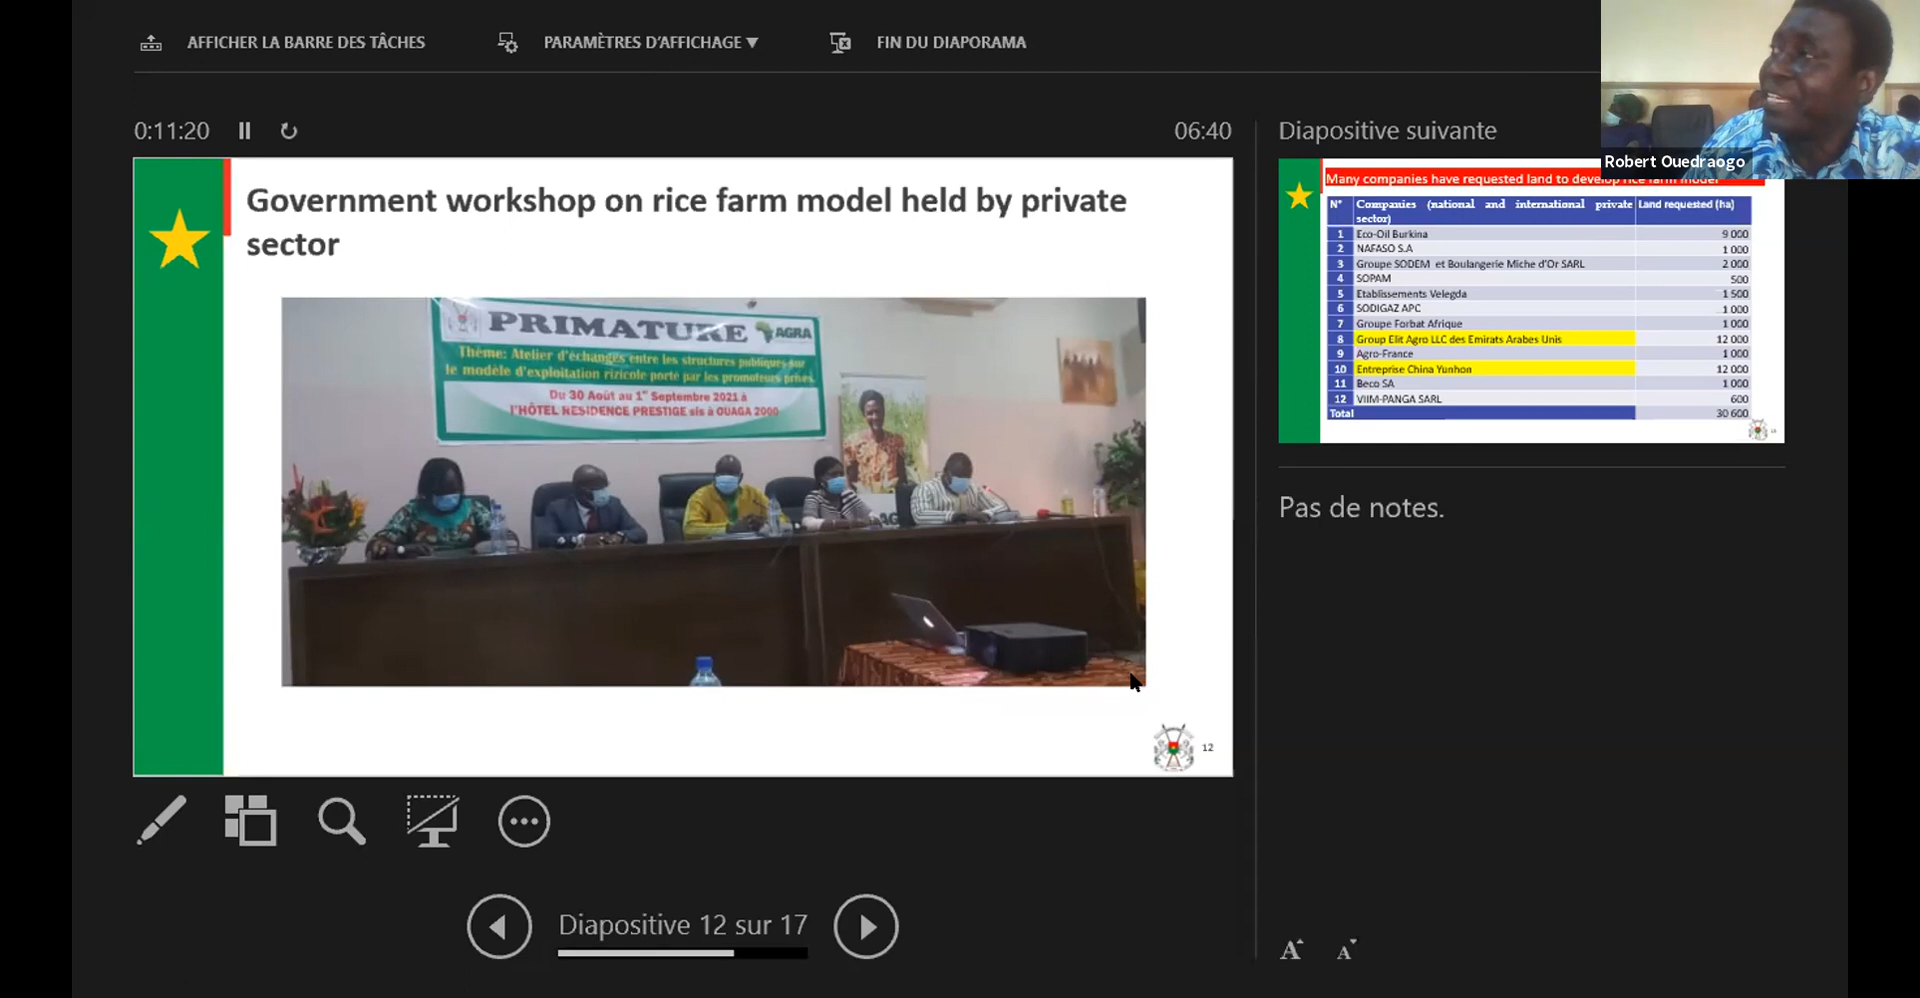 AFFICHER LA BARRE DES TÂCHES
PARAMÈTRES D'AFFICHAGE
FIN DU DIAPORAMA
0:11:20
06:40
Diapositive suivante
Robert Ouedraogo
Government workshop on rice farm model held by private
sector
PRIMATURE
AGRA
Thème: Atelier d'échanges entre les structures publiques sur
le modèle d'exploitation rizicole porté par les promoteurs privés
Du 30 Août au 1er Septembre 2021 à
l'HÔTEL RESIDENCE PRESTIGE sis à OUAGA 2000
12
Many companies have requested land to develop rice farm model
N° Companies (national and international private sector) Land requested (ha)
1 Eco-Oil Burkina 9 000
2 NAFASO S.A 1 000
3 Groupe SODEM et Boulangerie Miche d'Or SARL 2 000
4 SOPAM 500
5 Etablissements Velegda 1 500
6 SODIGAZ APC 1 000
7 Groupe Forbat Afrique 1 000
8 Group Elit Agro LLC des Emirats Arabes Unis 12 000
9 Agro-France 1 000
10 Entreprise China Yunhon 12 000
11 Beco SA 1 000
12 VIIM-PANGA SARL 600
Total 30 600
Pas de notes.
Diapositive 12 sur 17